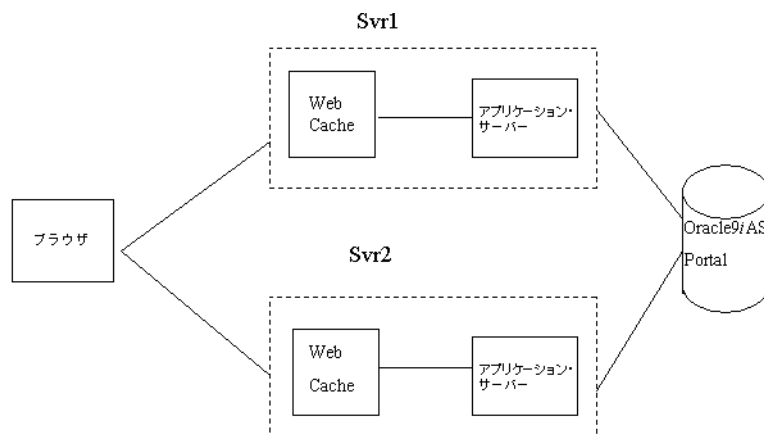 Svr1
Web
Cache
アプリケーション・
サーバー
ブラウザ
Oracle9iAS
Portal
Svr2
Web
Cache
アプリケーション・
サーバー